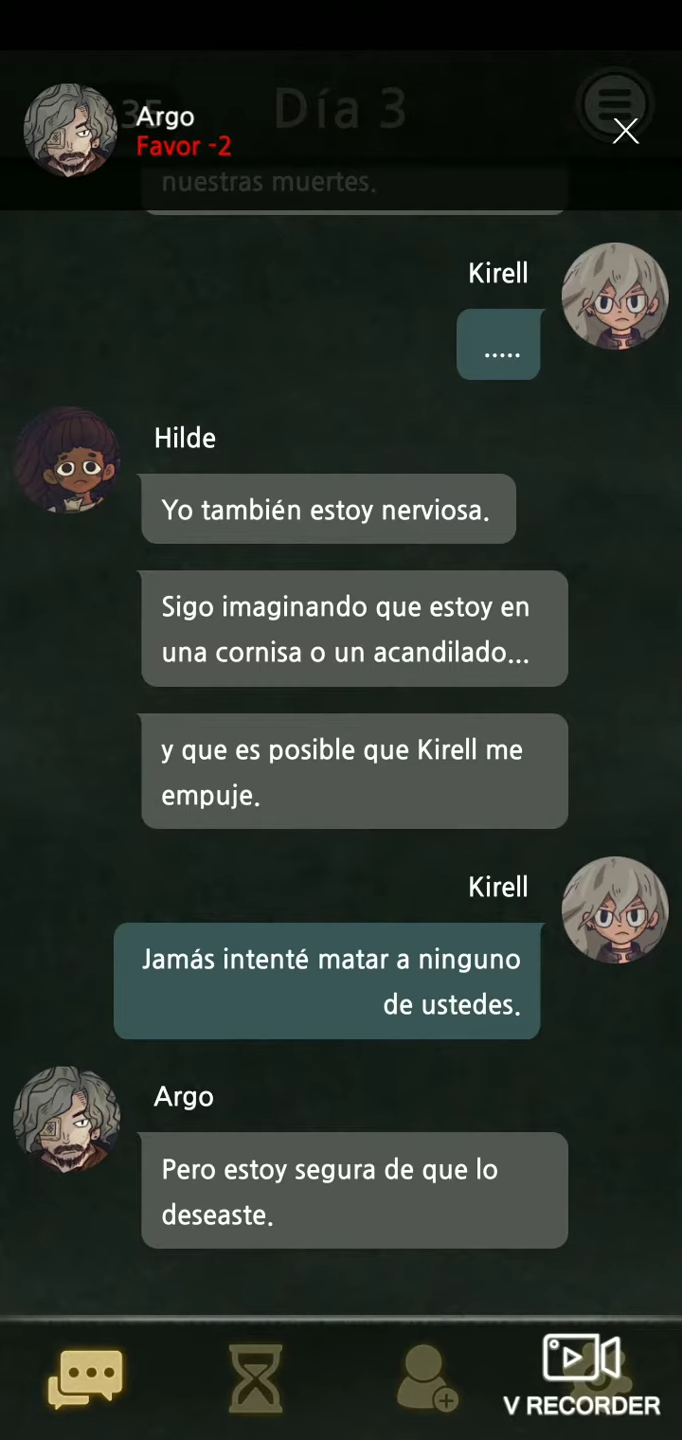 35
Día 3
Argo
Favor -2
nuestras muertes.
Kirell
.....
Hilde
Yo también estoy nerviosa.
Sigo imaginando que estoy en
una cornisa o un acandilado...
y que es posible que Kirell me
empuje.
Kirell
Jamás intenté matar a ninguno
de ustedes.
Argo
Pero estoy segura de que lo
deseaste.
V RECORDER